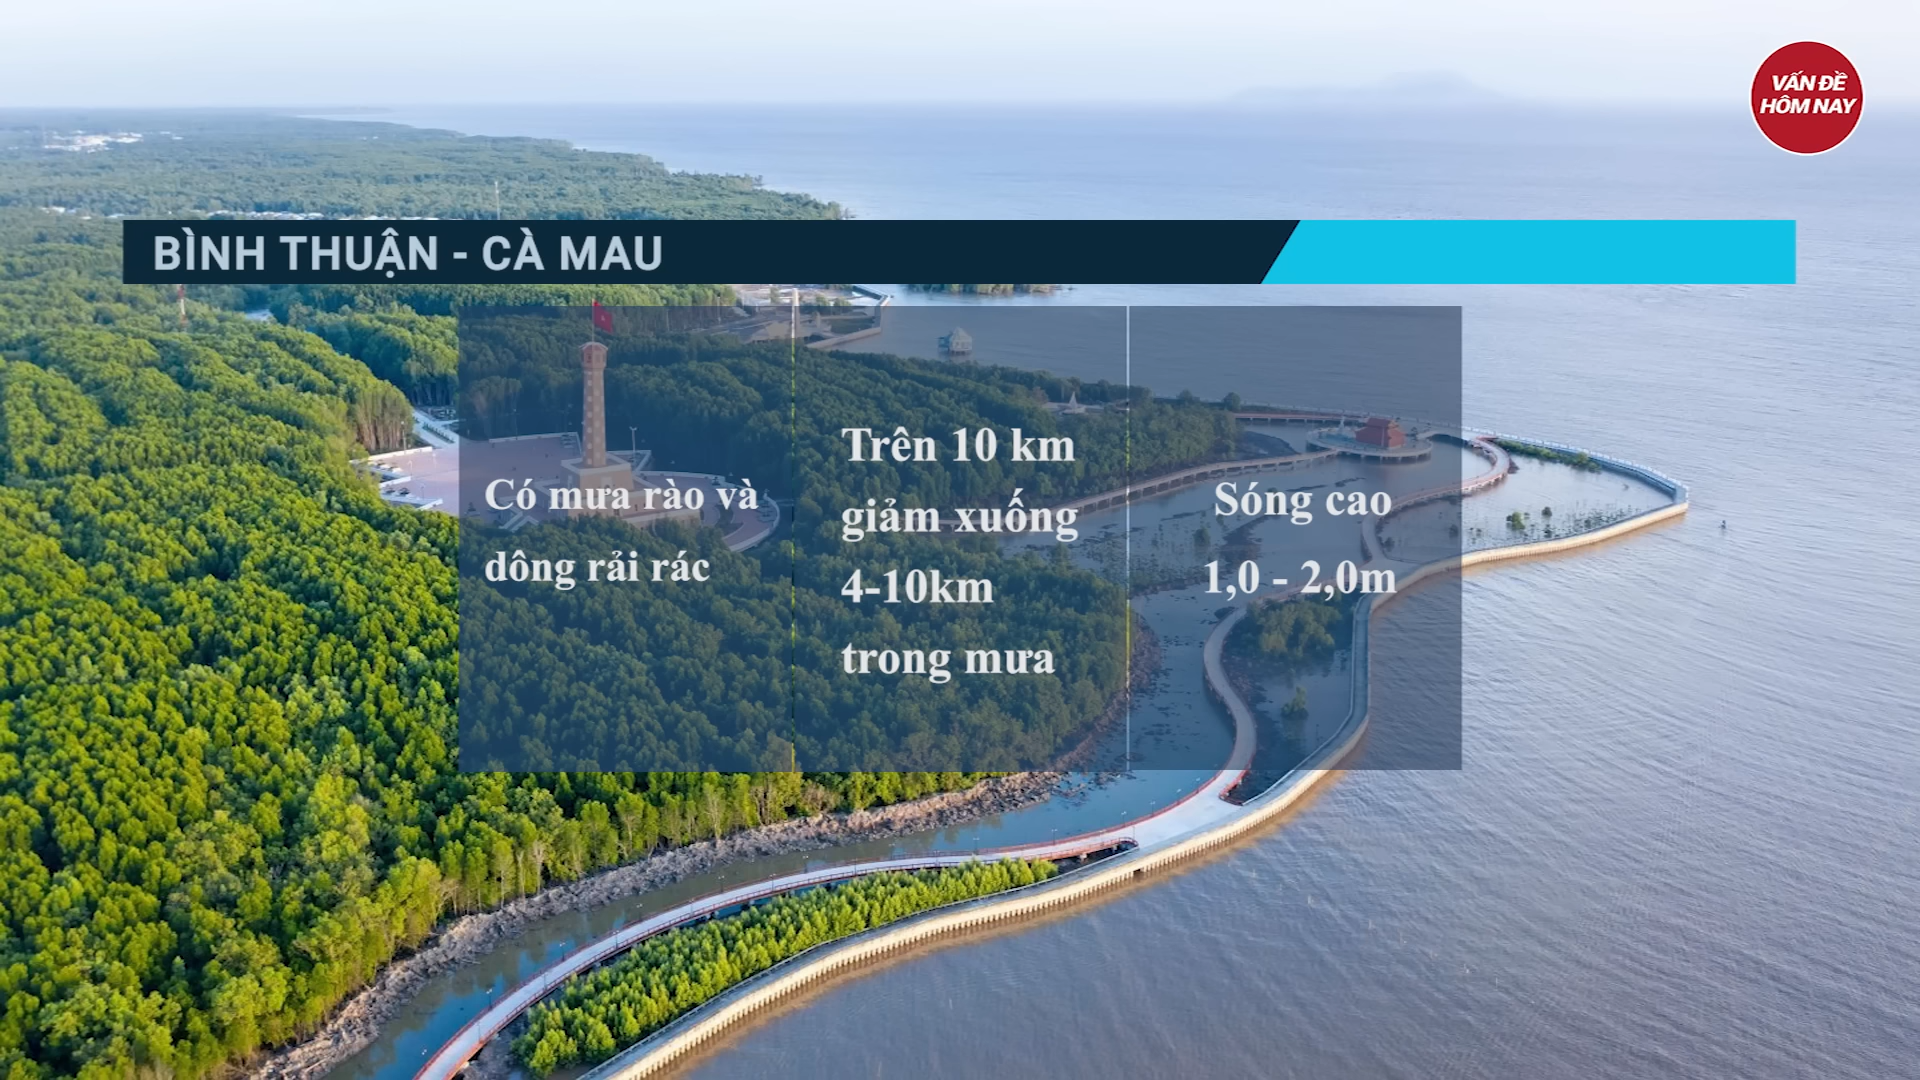 VẤN ĐỀ
HÔM NAY
BÌNH THUẬN - CÀ MAU
Có mưa rào và
dông rải rác
Trên 10 km
giảm xuống
4-10km
trong mưa
Sóng cao
1,0 - 2,0m